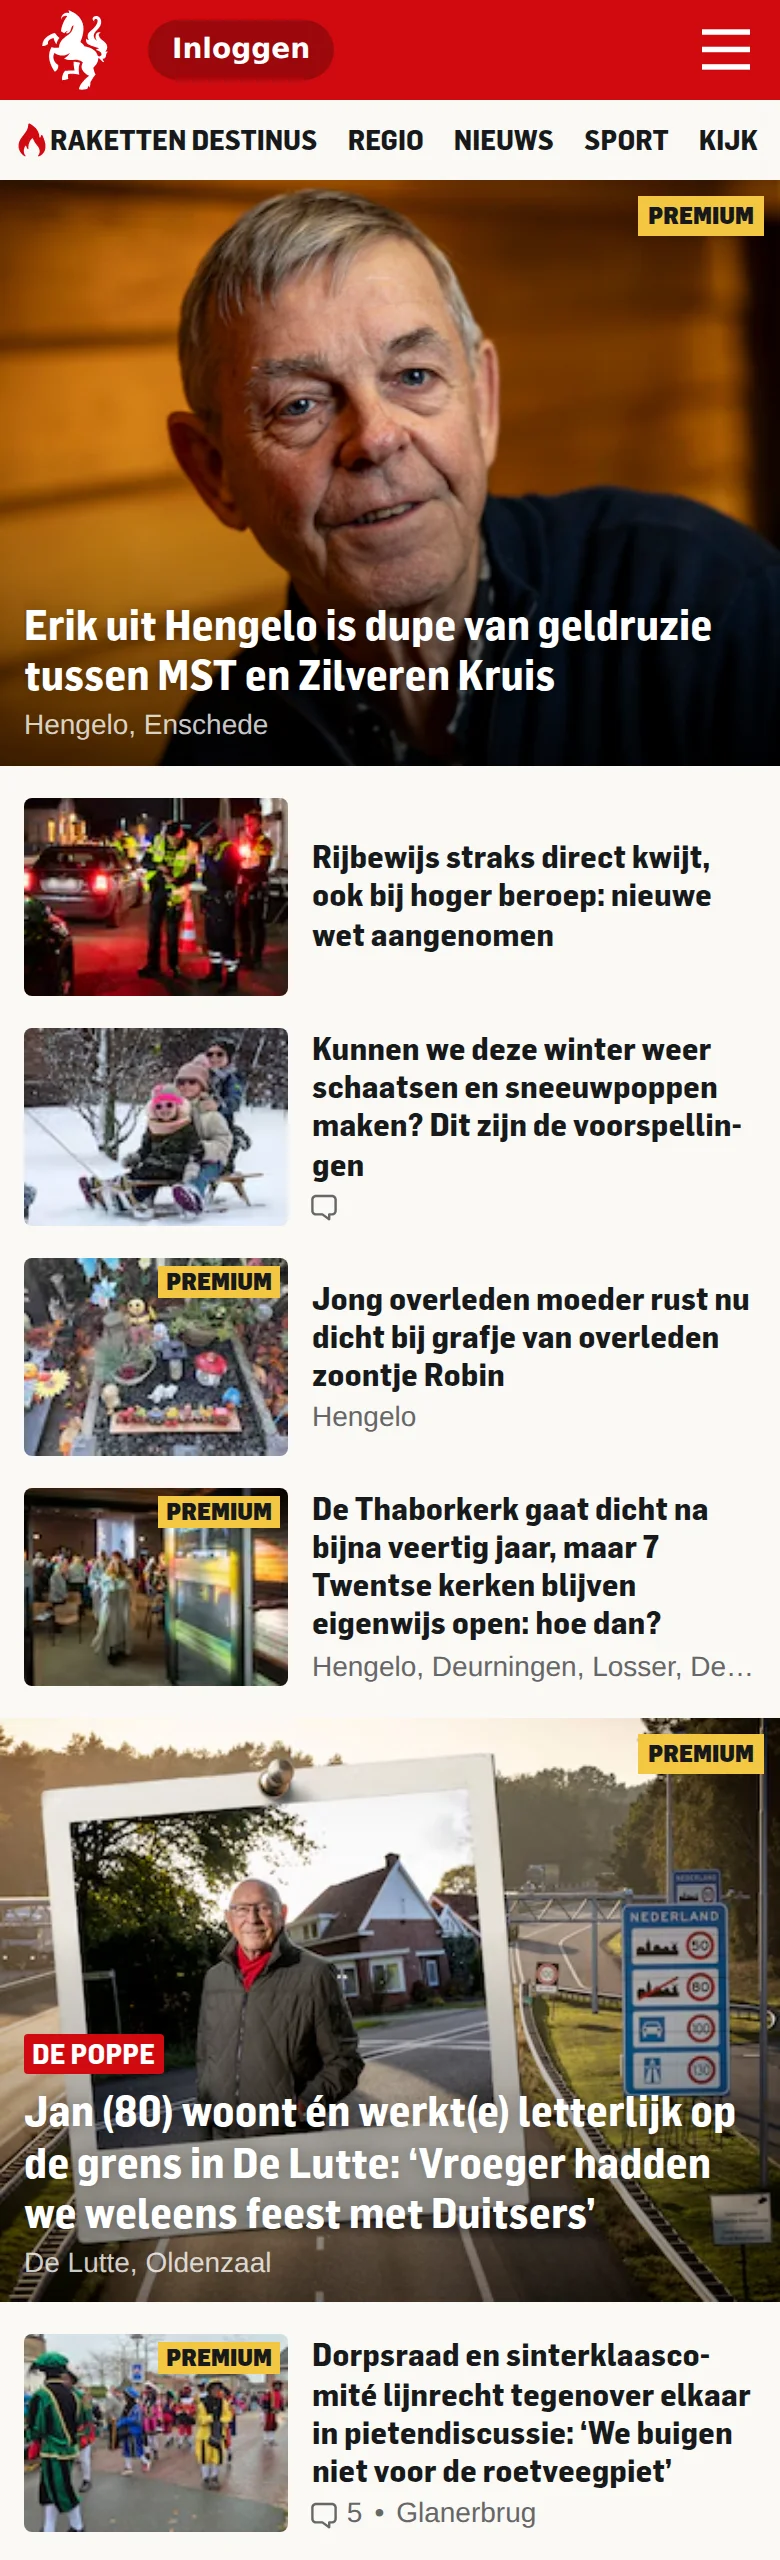 Inloggen
RAKETTEN DESTINUS REGIO NIEUWS SPORT KIJK
PREMIUM
Erik uit Hengelo is dupe van geldruzie
tussen MST en Zilveren Kruis
Hengelo, Enschede
Rijbewijs straks direct kwijt,
ook bij hoger beroep: nieuwe
wet aangenomen
Kunnen we deze winter weer
schaatsen en sneeuwpoppen
maken? Dit zijn de voorspellin-
gen
PREMIUM
Jong overleden moeder rust nu
dicht bij grafje van overleden
zoontje Robin
Hengelo
PREMIUM
De Thaborkerk gaat dicht na
bijna veertig jaar, maar 7
Twentse kerken blijven
eigenwijs open: hoe dan?
Hengelo, Deurningen, Losser, De...
PREMIUM
NEDERLAND
NEDERLAND
50
80
100
130
DE POPPE
Jan (80) woont én werkt(e) letterlijk op
de grens in De Lutte: ‘Vroeger hadden
we weleens feest met Duitsers’
De Lutte, Oldenzaal
PREMIUM
Dorpsraad en sinterklaasco-
mité lijnrecht tegenover elkaar
in pietendiscussie: ‘We buigen
niet voor de roetveegpiet’
5 • Glanerbrug